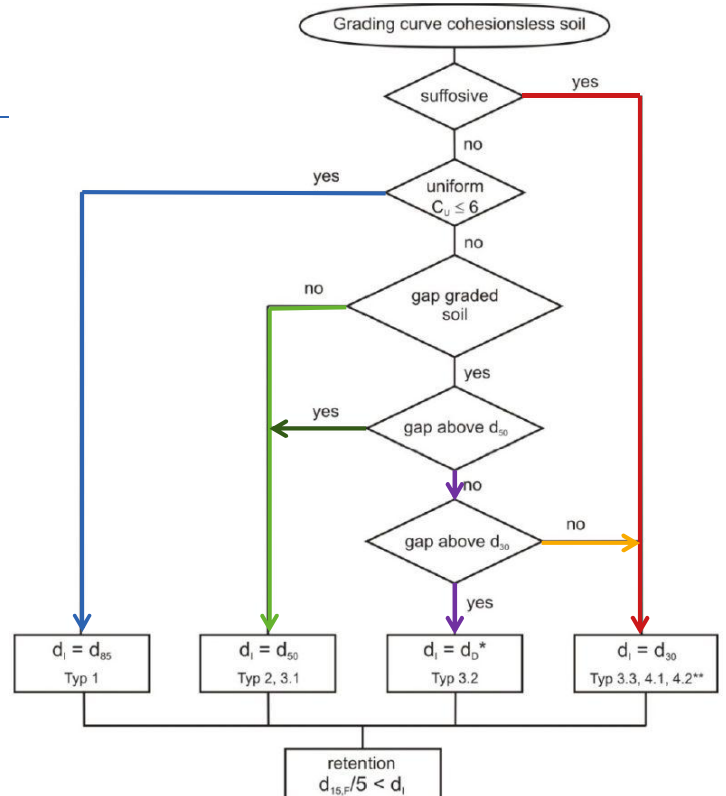 Grading curve cohesionsless soil
suffosive
yes
no
yes
uniform
Cᵤ ≤ 6
no
no
gap graded
soil
yes
yes
gap above d₅₀
no
no
gap above d₃₀
yes
dᵢ = d₈₅
Typ 1
dᵢ = d₅₀
Typ 2, 3.1
dᵢ = d_D*
Typ 3.2
dᵢ = d₃₀
Typ 3.3, 4.1, 4.2**
retention
d₁₅,F/5 < dᵢ